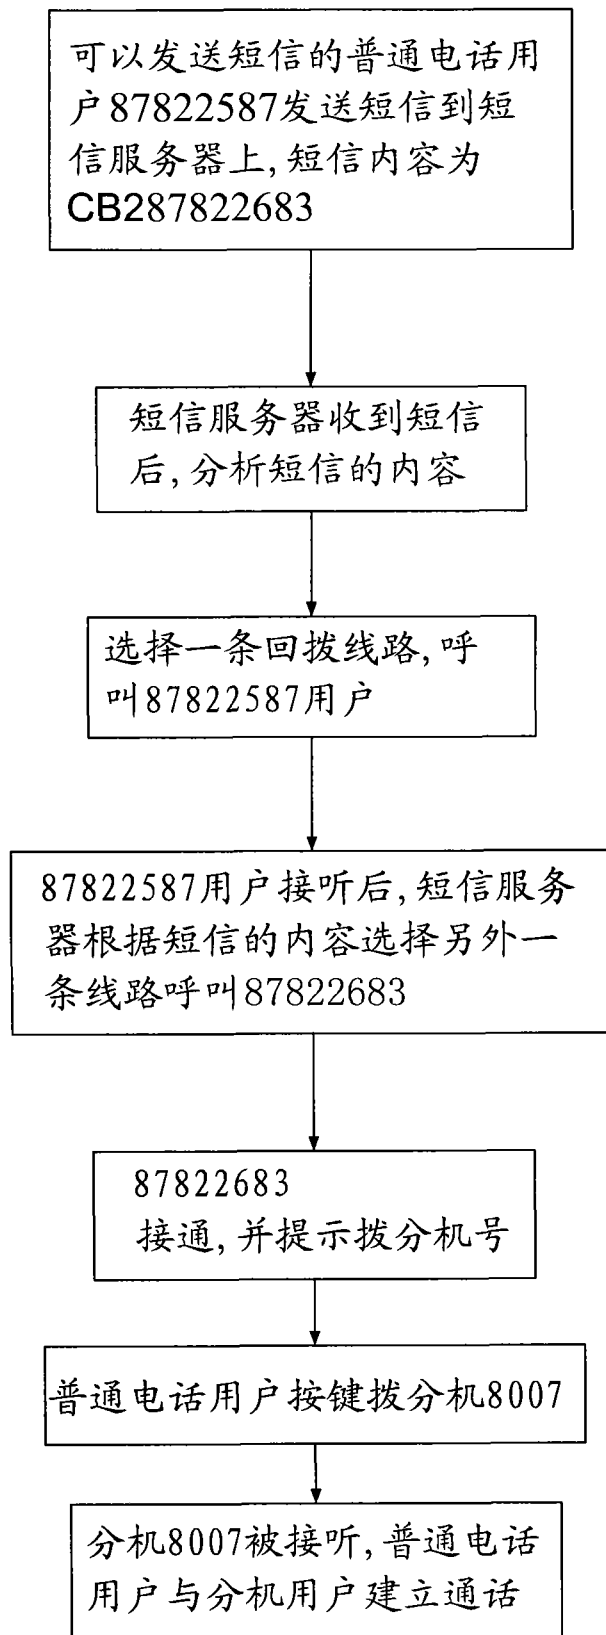 可以发送短信的普通电话用
户87822587发送短信到短
信服务器上,短信内容为
CB287822683
短信服务器收到短信
后,分析短信的内容
选择一条回拨线路,呼
叫87822587用户
87822587用户接听后,短信服务
器根据短信的内容选择另外一
条线路呼叫87822683
87822683
接通,并提示拨分机号
普通电话用户按键拨分机8007
分机8007被接听,普通电话
用户与分机用户建立通话